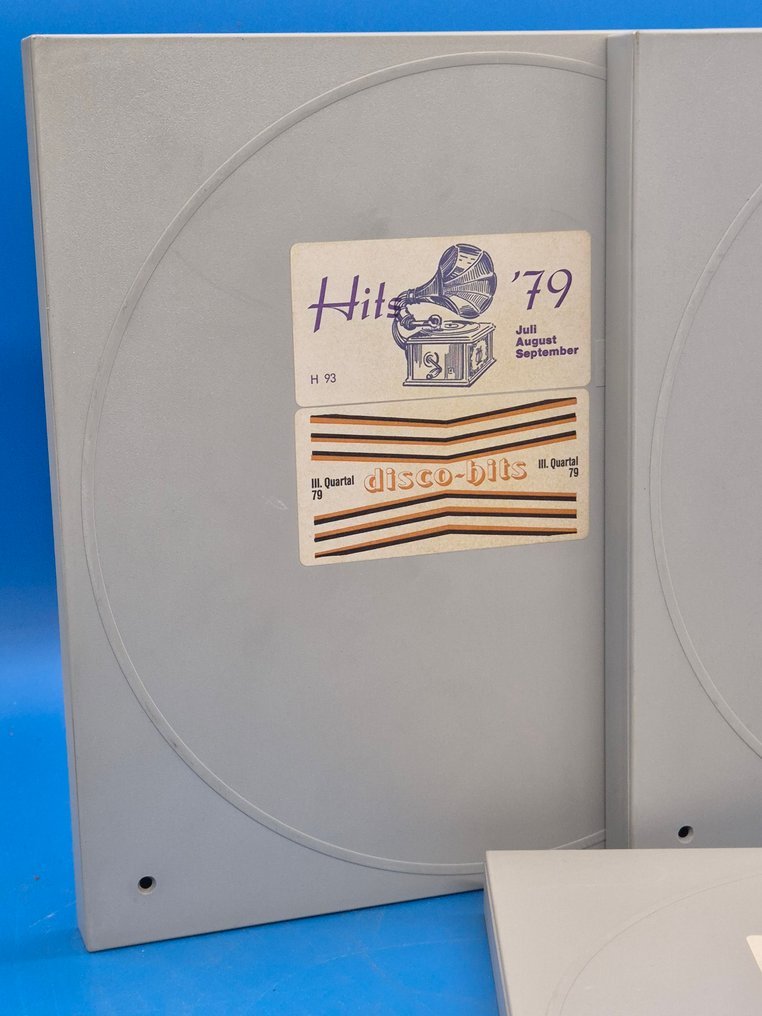 Hits '79
Juli
August
September
H 93
III. Quartal
79
disco-hits
III. Quartal
79